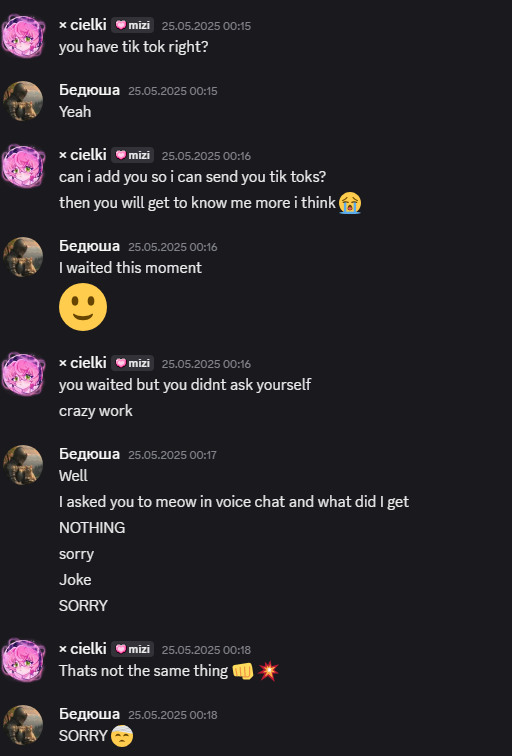 × cielki mizi 25.05.2025 00:15
you have tik tok right?
Бедюша 25.05.2025 00:15
Yeah
× cielki mizi 25.05.2025 00:16
can i add you so i can send you tik toks?
then you will get to know me more i think 😭
Бедюша 25.05.2025 00:16
I waited this moment
🙂
× cielki mizi 25.05.2025 00:16
you waited but you didnt ask yourself
crazy work
Бедюша 25.05.2025 00:17
Well
I asked you to meow in voice chat and what did I get
NOTHING
sorry
Joke
SORRY
× cielki mizi 25.05.2025 00:18
Thats not the same thing 👊 💥
Бедюша 25.05.2025 00:18
SORRY 🤕